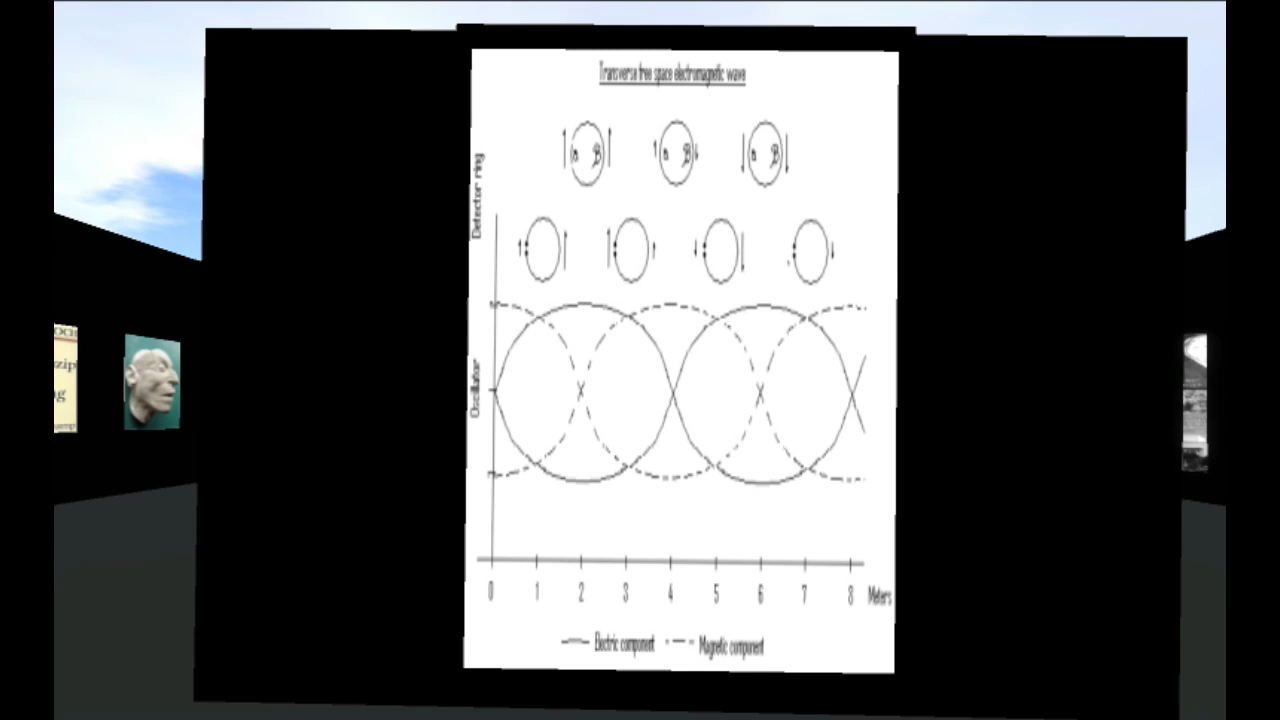 Transverse free space electromagnetic wave
Detector ring
α β α β α β
Oscillator
0 1 2 3 4 5 6 7 8 Meters
Electric component Magnetic component
zip